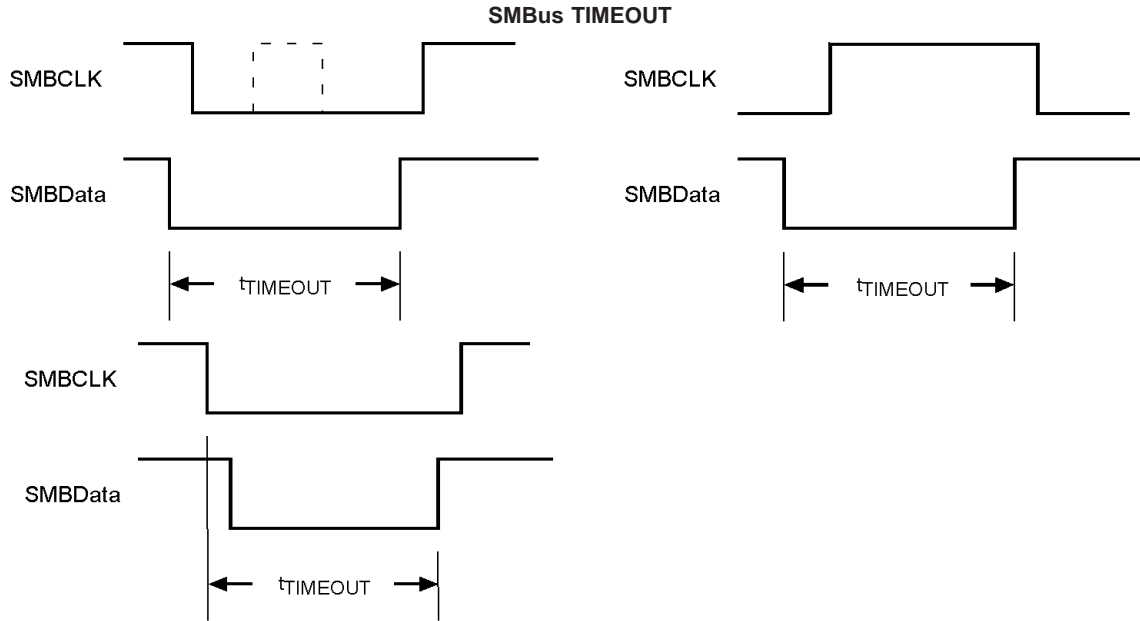 SMBus TIMEOUT
SMBCLK
SMBData
tTIMEOUT
SMBCLK
SMBData
tTIMEOUT
SMBCLK
SMBData
tTIMEOUT